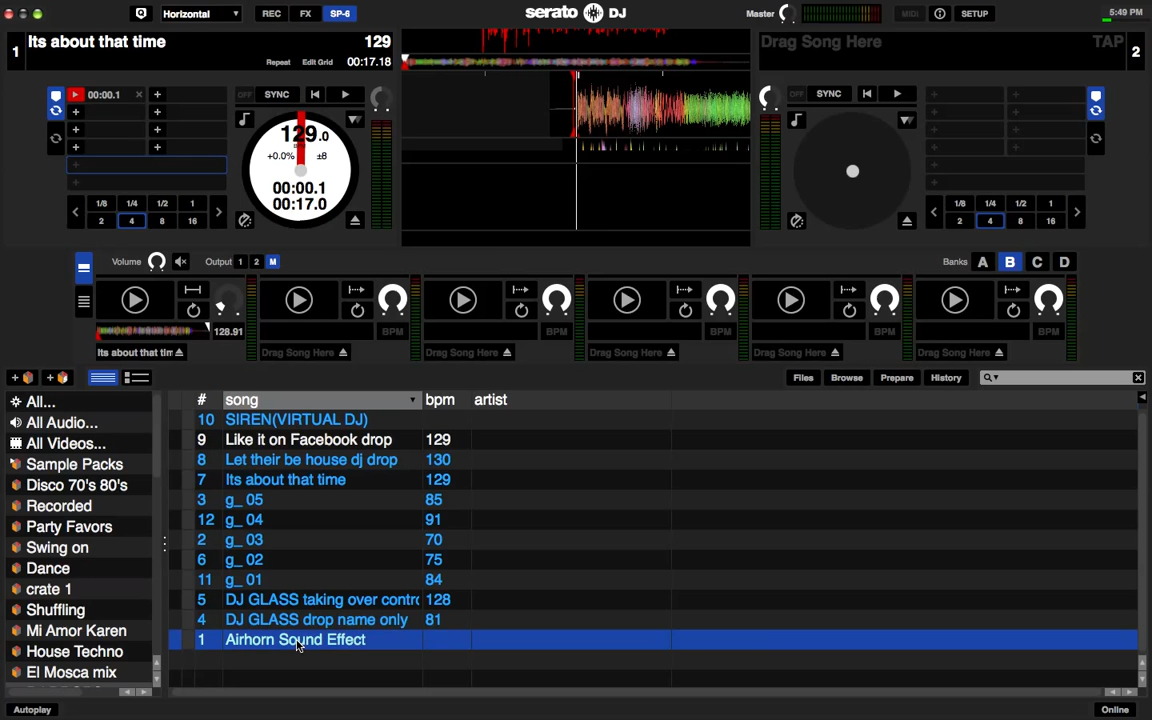 Horizontal REC FX SP-6 serato DJ Master MIDI SETUP 5:49 PM
1 Its about that time 129
Repeat Edit Grid 00:17.18
Drag Song Here TAP 2
00:00.1
OFF SYNC
129.0
BPM
+0.0% ±8
00:00.1
00:17.0
1/8 1/4 1/2 1
2 4 8 16
OFF SYNC
1/8 1/4 1/2 1
2 4 8 16
Volume Output 1 2 M Banks A B C D
128.91 BPM BPM BPM BPM BPM
Its about that tim Drag Song Here Drag Song Here Drag Song Here Drag Song Here Drag Song Here
Files Browse Prepare History
# song bpm artist
10 SIREN(VIRTUAL DJ)
9 Like it on Facebook drop 129
8 Let their be house dj drop 130
7 Its about that time 129
3 g_ 05 85
12 g_ 04 91
2 g_ 03 70
6 g_ 02 75
11 g_ 01 84
5 DJ GLASS taking over contro 128
4 DJ GLASS drop name only 81
1 Airhorn Sound Effect
All...
All Audio...
All Videos...
Sample Packs
Disco 70's 80's
Recorded
Party Favors
Swing on
Dance
crate 1
Shuffling
Mi Amor Karen
House Techno
El Mosca mix
Autoplay Online